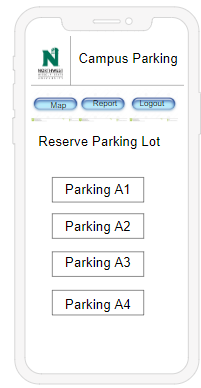 N
Campus Parking
Map
Report
Logout
Reserve Parking Lot
Parking A1
Parking A2
Parking A3
Parking A4